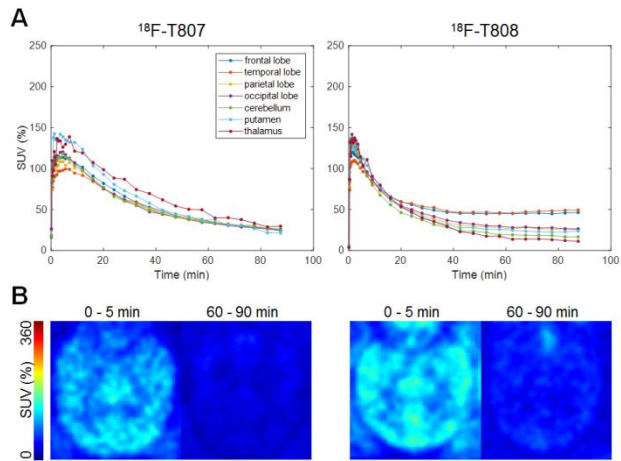 A
¹⁸F-T807
¹⁸F-T808
250
200
150
100
50
0
SUV (%)
0 20 40 60 80 100
Time (min)
frontal lobe
temporal lobe
parietal lobe
occipital lobe
cerebellum
putamen
thalamus
250
200
150
100
50
0
0 20 40 60 80 100
Time (min)
B
0 - 5 min
60 - 90 min
0 - 5 min
60 - 90 min
360
SUV (%)
0